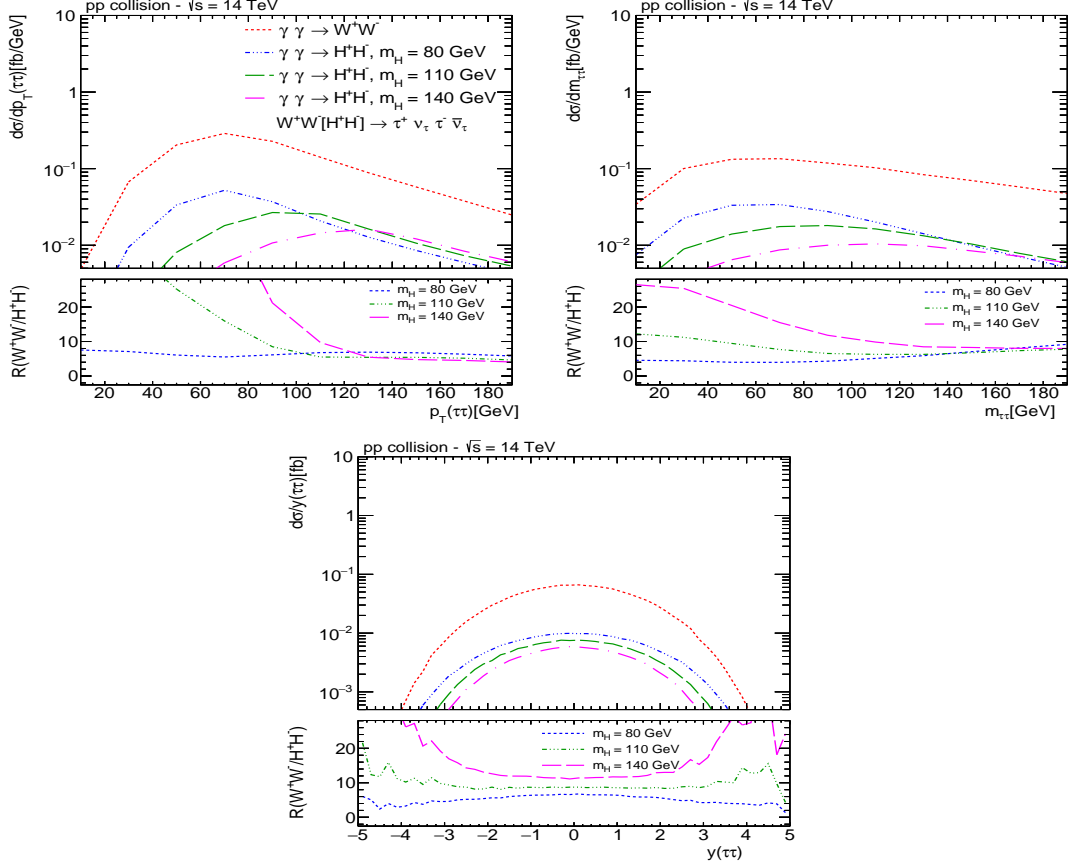 pp collision - √s = 14 TeV
dσ/dp_T(ττ)[fb/GeV]
10
1
10⁻¹
10⁻²
γ γ → W⁺W⁻
γ γ → H⁺H⁻, m_H = 80 GeV
γ γ → H⁺H⁻, m_H = 110 GeV
γ γ → H⁺H⁻, m_H = 140 GeV
W⁺W⁻[H⁺H⁻] → τ⁺ ν_τ τ⁻ ν̄_τ
R(W⁺W⁻/H⁺H⁻)
20
10
0
m_H = 80 GeV
m_H = 110 GeV
m_H = 140 GeV
20 40 60 80 100 120 140 160 180
p_T(ττ)[GeV]
pp collision - √s = 14 TeV
dσ/dm_ττ[fb/GeV]
10
1
10⁻¹
10⁻²
R(W⁺W⁻/H⁺H⁻)
20
10
0
m_H = 80 GeV
m_H = 110 GeV
m_H = 140 GeV
20 40 60 80 100 120 140 160 180
m_ττ[GeV]
pp collision - √s = 14 TeV
dσ/y(ττ)[fb]
10
1
10⁻¹
10⁻²
10⁻³
R(W⁺W⁻/H⁺H⁻)
20
10
0
m_H = 80 GeV
m_H = 110 GeV
m_H = 140 GeV
−5 −4 −3 −2 −1 0 1 2 3 4 5
y(ττ)